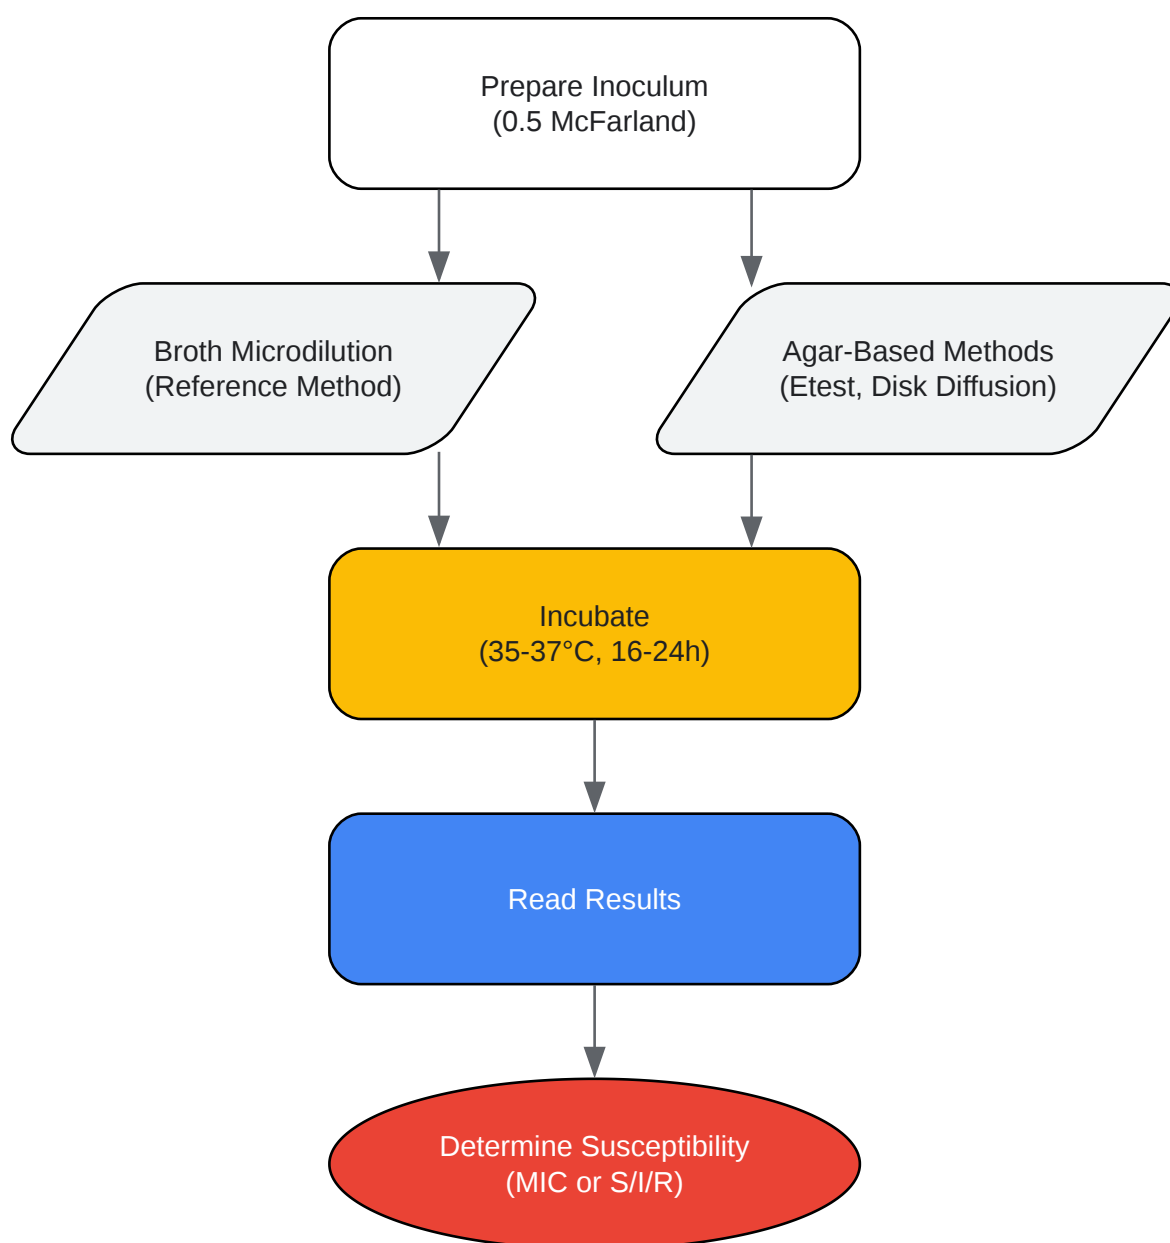 Prepare Inoculum
(0.5 McFarland)
Broth Microdilution
(Reference Method)
Agar-Based Methods
(Etest, Disk Diffusion)
Incubate
(35-37°C, 16-24h)
Read Results
Determine Susceptibility
(MIC or S/I/R)